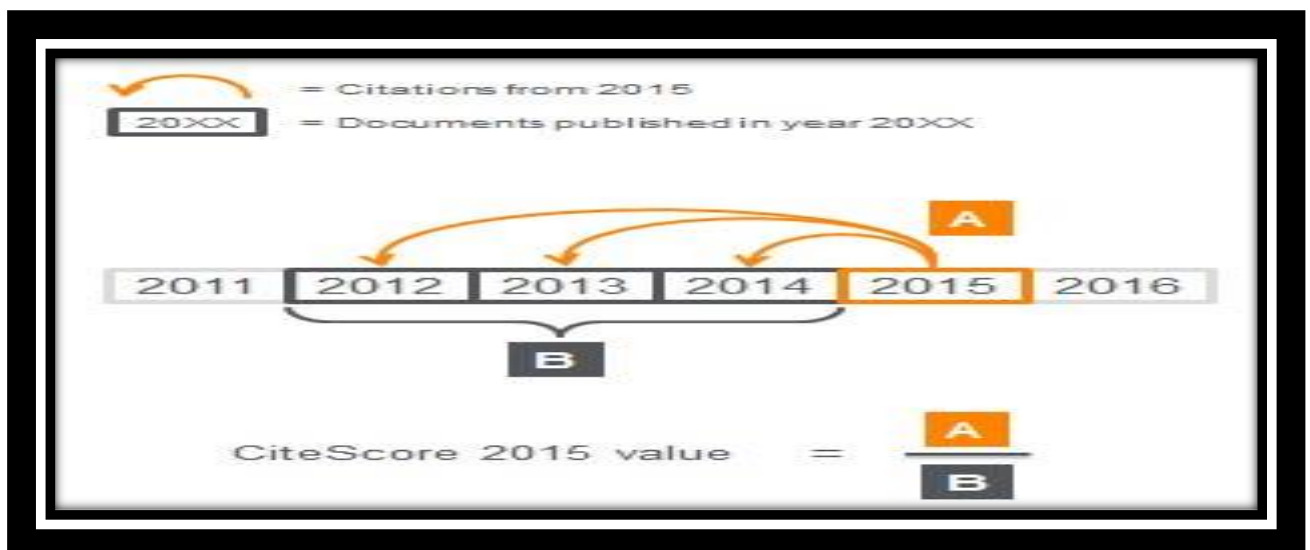 = Citations from 2015
20XX = Documents published in year 20XX
A
2011 2012 2013 2014 2015 2016
B
CiteScore 2015 value = A
B